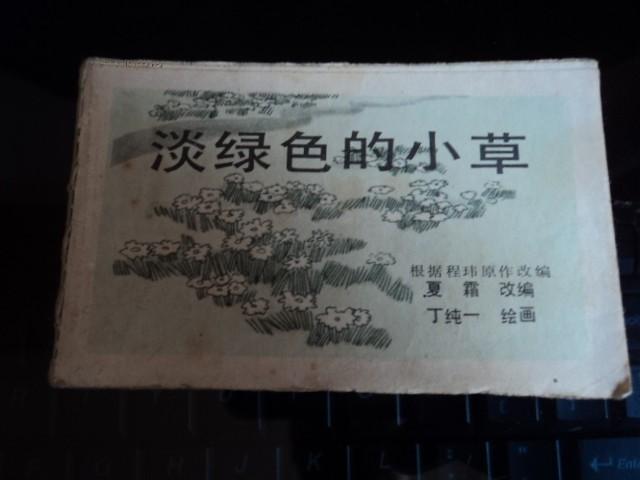 淡绿色的小草
根据程玮原作改编
夏霜 改编
丁纯一 绘画
H
J
K
L
Enter